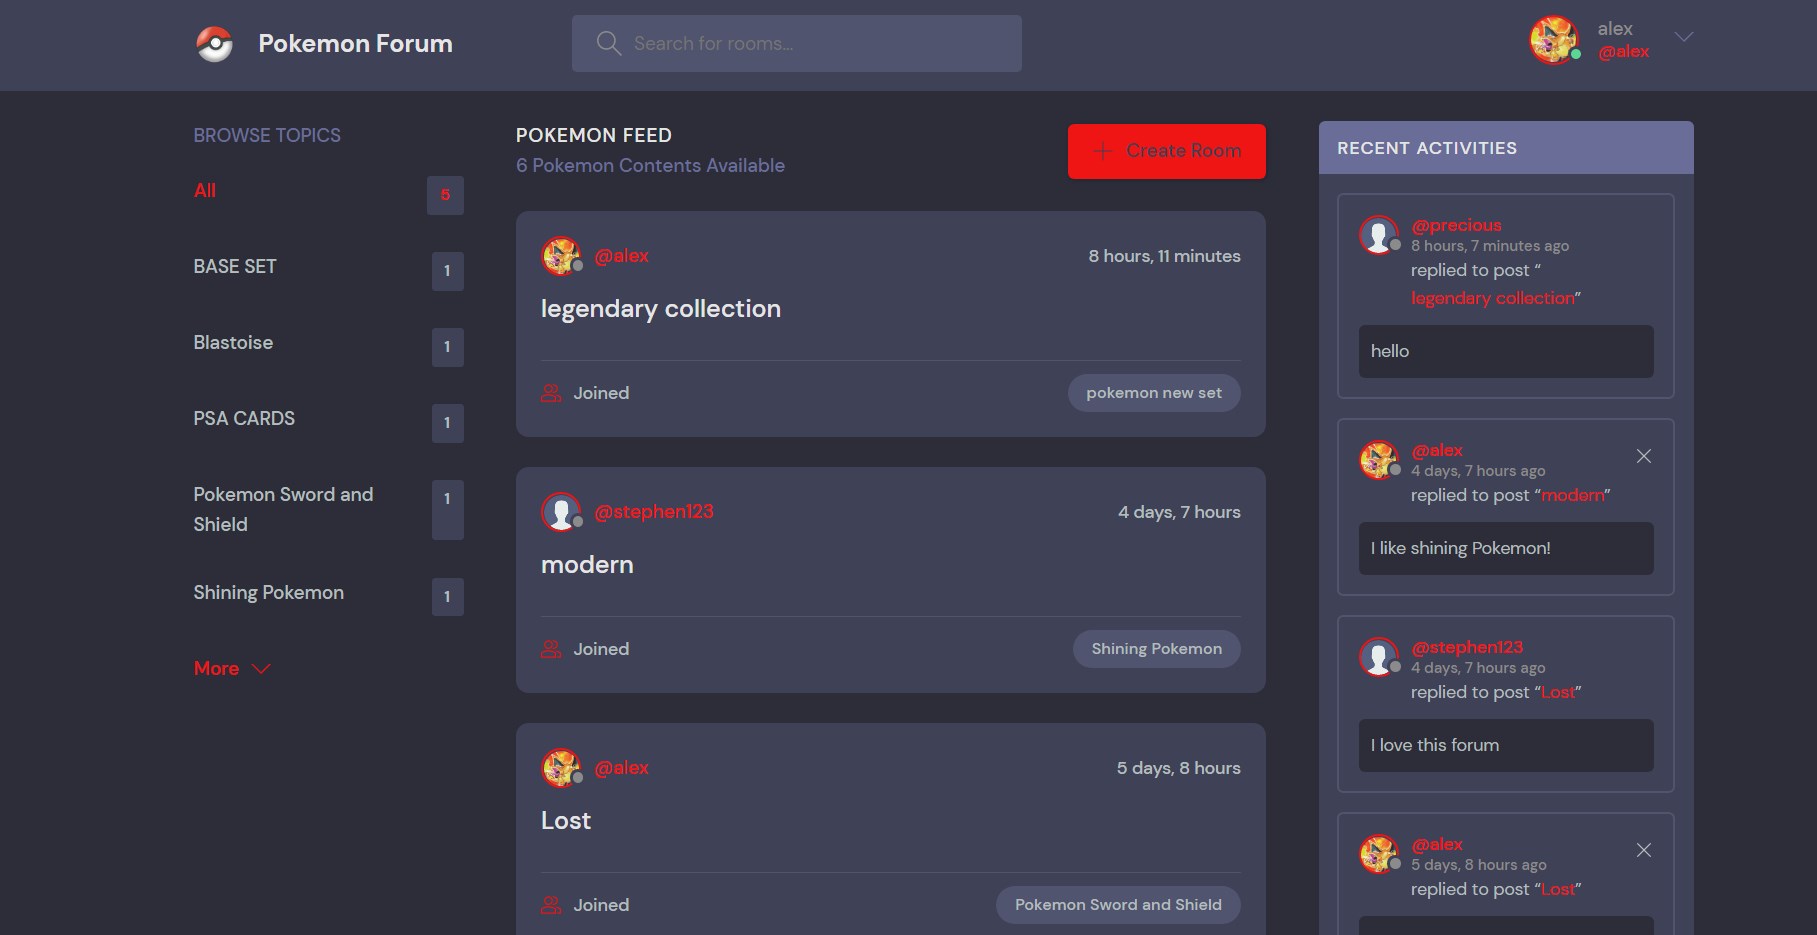 Pokemon Forum
Search for rooms...
alex
@alex
BROWSE TOPICS
All
5
BASE SET
1
Blastoise
1
PSA CARDS
1
Pokemon Sword and
Shield
1
Shining Pokemon
1
More
POKEMON FEED
6 Pokemon Contents Available
Create Room
@alex
8 hours, 11 minutes
legendary collection
Joined
pokemon new set
@stephen123
4 days, 7 hours
modern
Joined
Shining Pokemon
@alex
5 days, 8 hours
Lost
Joined
Pokemon Sword and Shield
RECENT ACTIVITIES
@precious
8 hours, 7 minutes ago
replied to post “
legendary collection”
hello
@alex
4 days, 7 hours ago
replied to post “modern”
I like shining Pokemon!
@stephen123
4 days, 7 hours ago
replied to post “Lost”
I love this forum
@alex
5 days, 8 hours ago
replied to post “Lost”